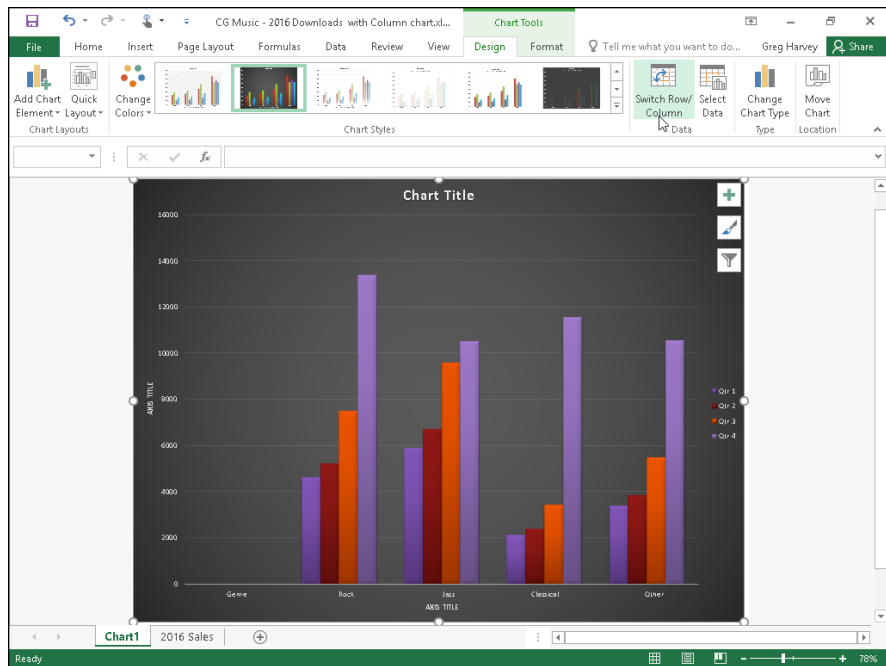 CG Music - 2016 Downloads with Column chart.xl...
Chart Tools
File Home Insert Page Layout Formulas Data Review View Design Format Tell me what you want to do... Greg Harvey Share
Add Chart Element Quick Layout Change Colors Switch Row/ Column Select Data Change Chart Type Move Chart
Chart Layouts Chart Styles Data Type Location
fx
Chart Title
16000
14000
12000
10000
8000
6000
4000
2000
0
AXIS TITLE
Qtr 1
Qtr 2
Qtr 3
Qtr 4
Genre Rock Jazz Classical Other
AXIS TITLE
Chart1 2016 Sales
Ready 78%